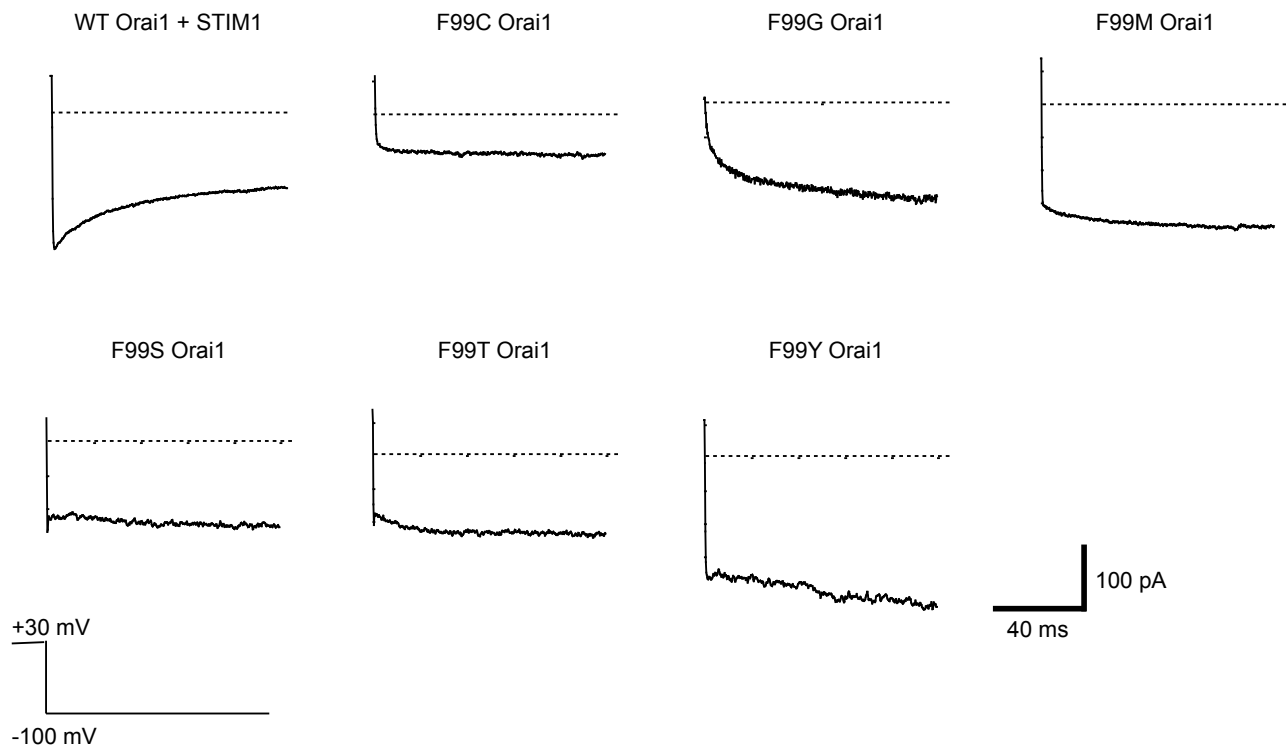 WT Orai1 + STIM1
F99C Orai1
F99G Orai1
F99M Orai1
F99S Orai1
F99T Orai1
F99Y Orai1
100 pA
40 ms
+30 mV
-100 mV